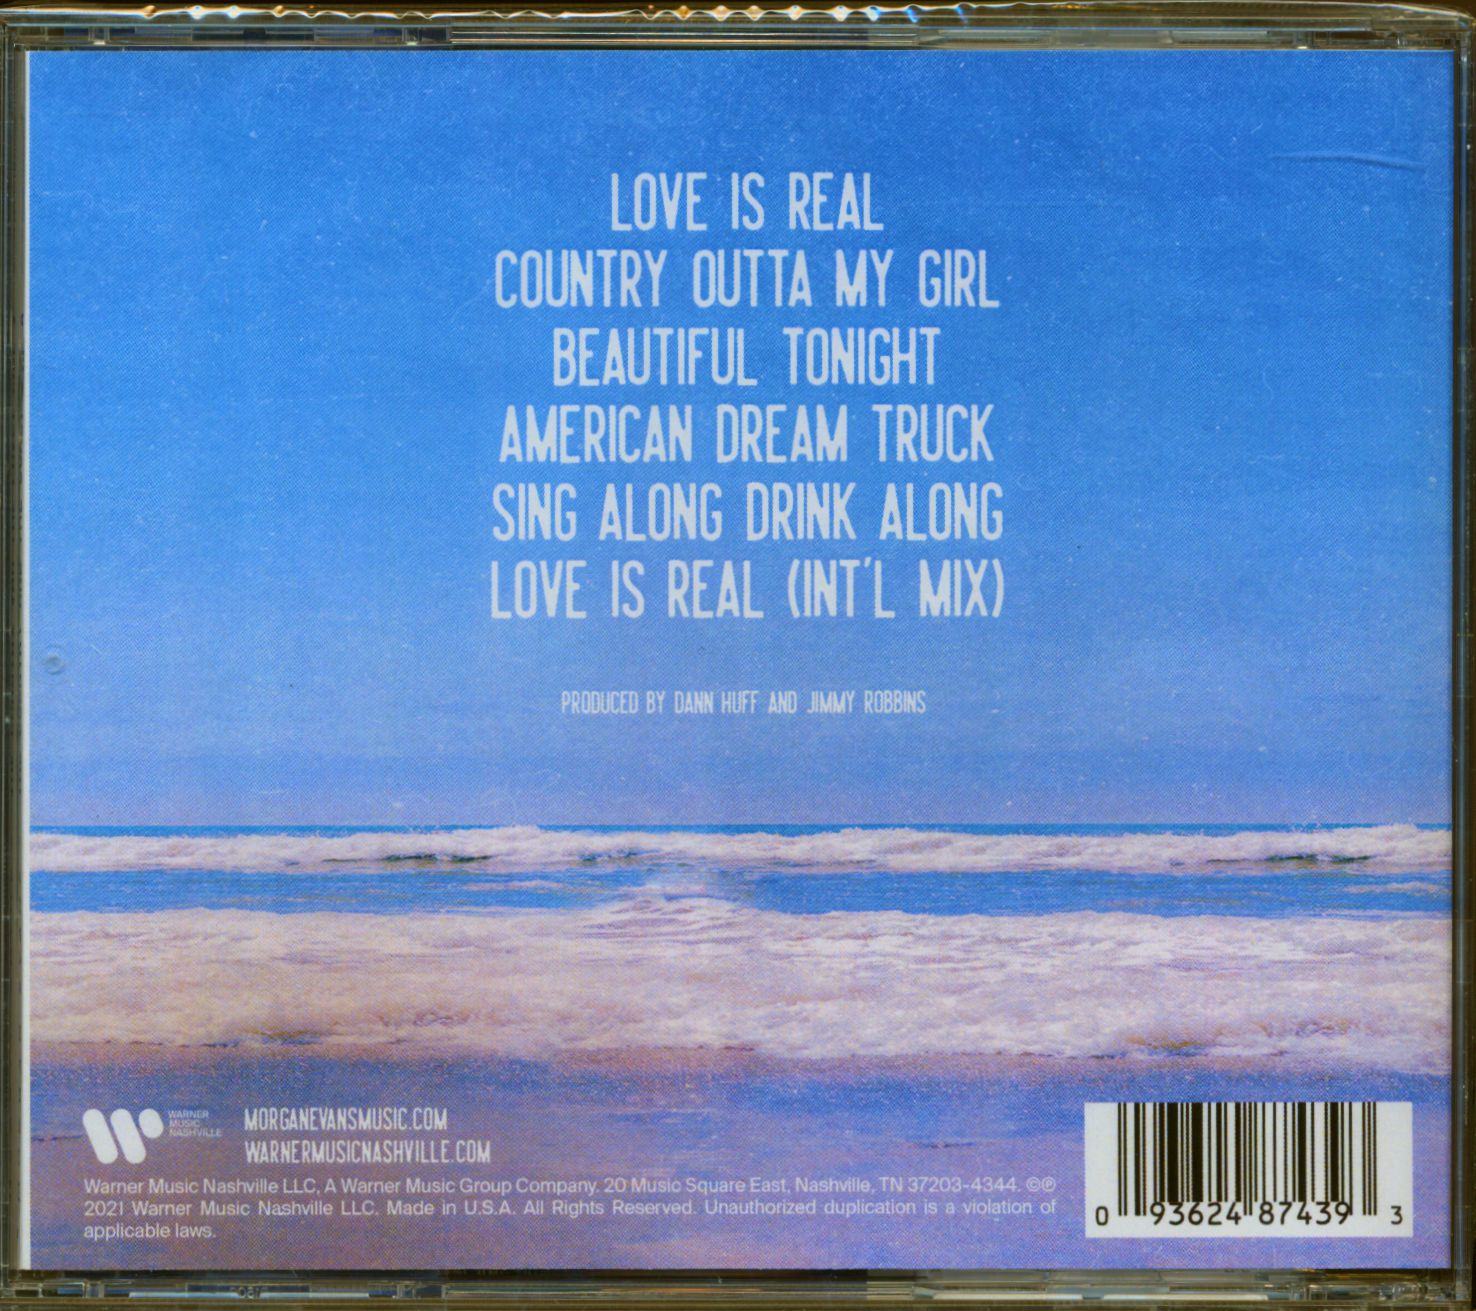 LOVE IS REAL
COUNTRY OUTTA MY GIRL
BEAUTIFUL TONIGHT
AMERICAN DREAM TRUCK
SING ALONG DRINK ALONG
LOVE IS REAL (INT'L MIX)
PRODUCED BY DANN HUFF AND JIMMY ROBBINS
WARNER
MUSIC
NASHVILLE
MORGANEVANSMUSIC.COM
WARNERMUSICNASHVILLE.COM
Warner Music Nashville LLC, A Warner Music Group Company. 20 Music Square East, Nashville, TN 37203-4344. ©℗
2021 Warner Music Nashville LLC. Made in U.S.A. All Rights Reserved. Unauthorized duplication is a violation of
applicable laws.
0 93624 87439 3